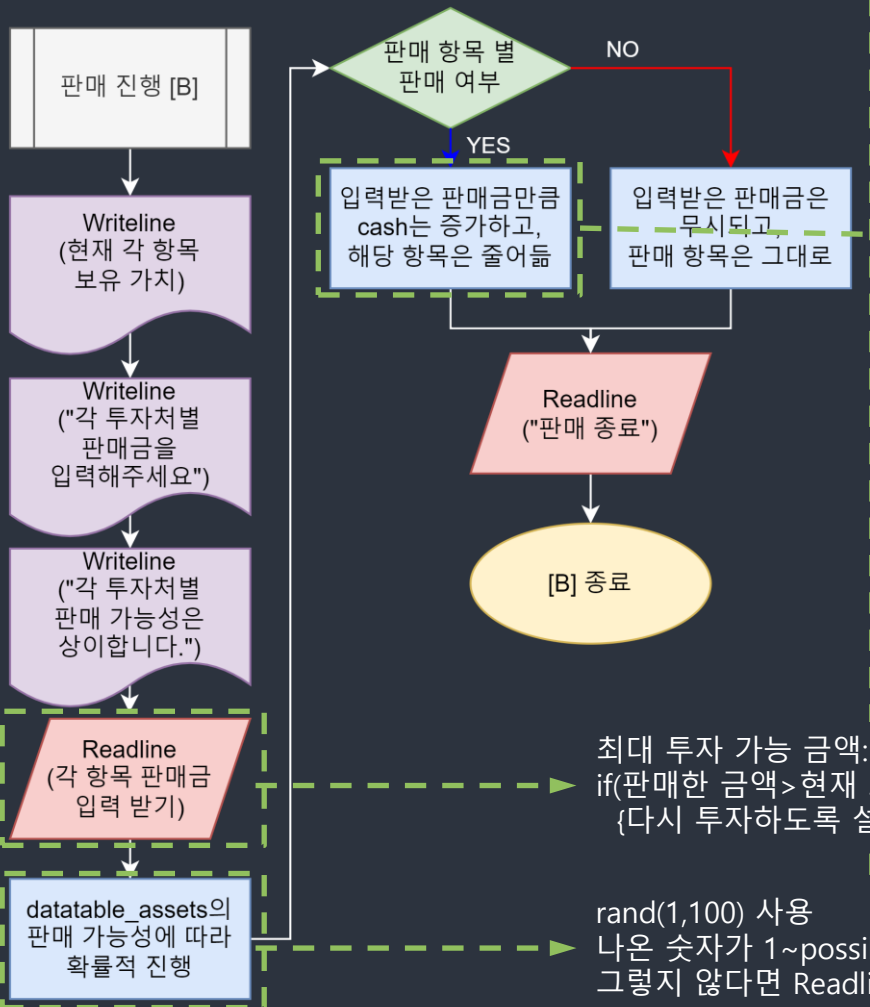 판매 진행 [B]
Writeline
(현재 각 항목
보유 가치)
Writeline
("각 투자처별
판매금을
입력해주세요")
Writeline
("각 투자처별
판매 가능성은
상이합니다.")
Readline
(각 항목 판매금
입력 받기)
datatable_assets의
판매 가능성에 따라
확률적 진행
판매 항목 별
판매 여부
NO
YES
입력받은 판매금만큼
cash는 증가하고,
해당 항목은 줄어듦
입력받은 판매금은
무시되고,
판매 항목은 그대로
Readline
("판매 종료")
[B] 종료
최대 투자 가능 금액:
if(판매한 금액>현재
{다시 투자하도록
rand(1,100) 사용
나온 숫자가 1~possi
그렇지 않다면 Readli